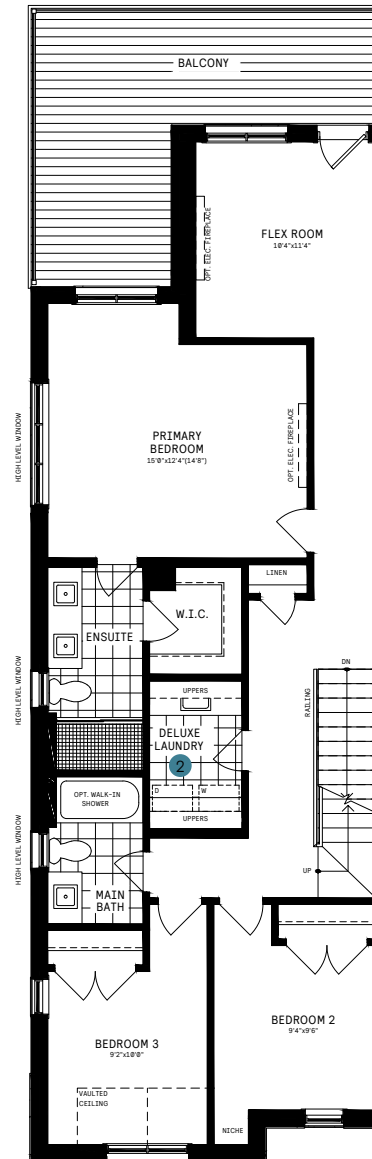 BALCONY
FLEX ROOM
10'4"x11'4"
OPT. ELEC. FIREPLACE
HIGH LEVEL WINDOW
PRIMARY
BEDROOM
15'0"x12'4"(14'8")
OPT. ELEC. FIREPLACE
LINEN
W.I.C.
ENSUITE
HIGH LEVEL WINDOW
DN
RAILING
UPPERS
DELUXE
LAUNDRY
2
D
W
UPPERS
OPT. WALK-IN
SHOWER
HIGH LEVEL WINDOW
MAIN
BATH
UP
BEDROOM 2
9'4"x9'6"
BEDROOM 3
9'2"x10'0"
VAULTED
CEILING
NICHE